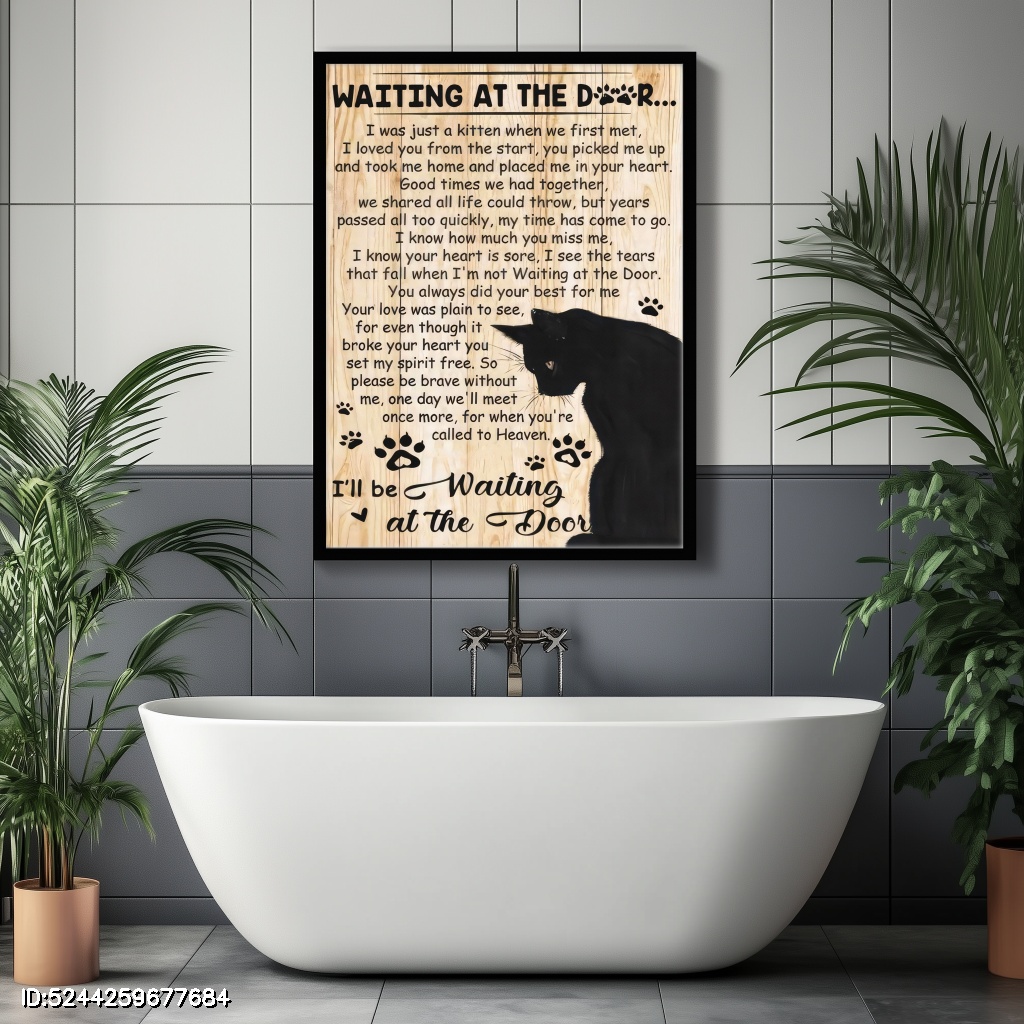 WAITING AT THE DOOR...
I was just a kitten when we first met,
I loved you from the start, you picked me up
and took me home and placed me in your heart.
Good times we had together,
we shared all life could throw, but years
passed all too quickly, my time has come to go.
I know how much you miss me,
I know your heart is sore, I see the tears
that fall when I'm not Waiting at the Door.
You always did your best for me
Your love was plain to see,
for even though it
broke your heart you
set my spirit free. So
please be brave without
me, one day we'll meet
once more, for when you're
called to Heaven.
I'll be Waiting
at the Door
ID:5244259677684